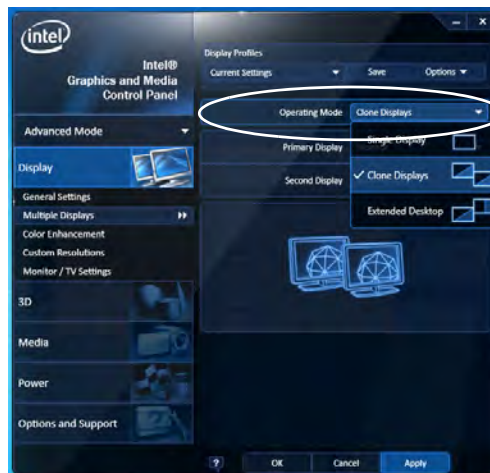 intel
Intel®
Graphics and Media
Control Panel
Advanced Mode
Display
General Settings
Multiple Displays
Color Enhancement
Custom Resolutions
Monitor / TV Settings
3D
Media
Power
Options and Support
Display Profiles
Current Settings
Save
Options
Operating Mode
Clone Displays
Primary Display
Single Display
Second Display
Clone Displays
Extended Desktop
?
OK
Cancel
Apply